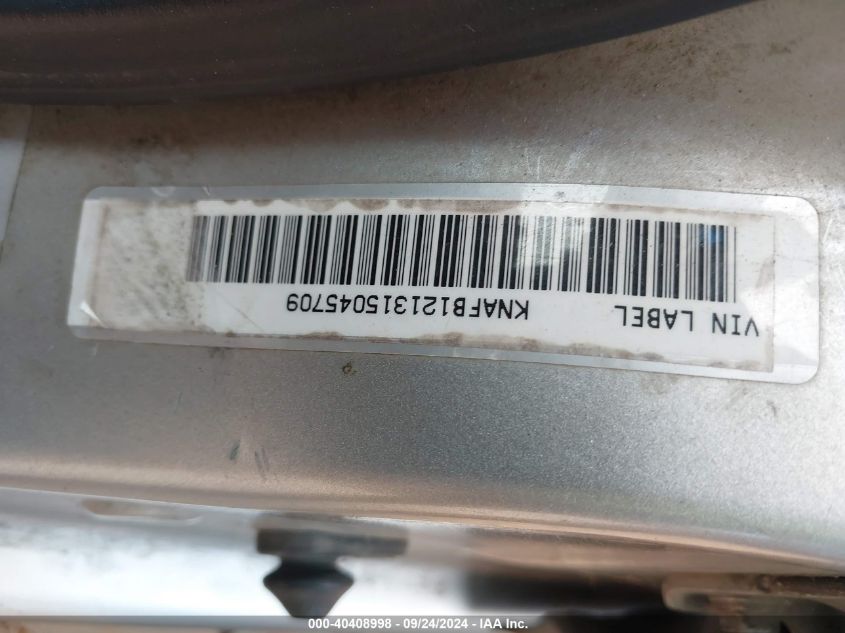 VIN LABEL KNAFB121315045709
000-40408998 - 09/24/2024 - IAA Inc.